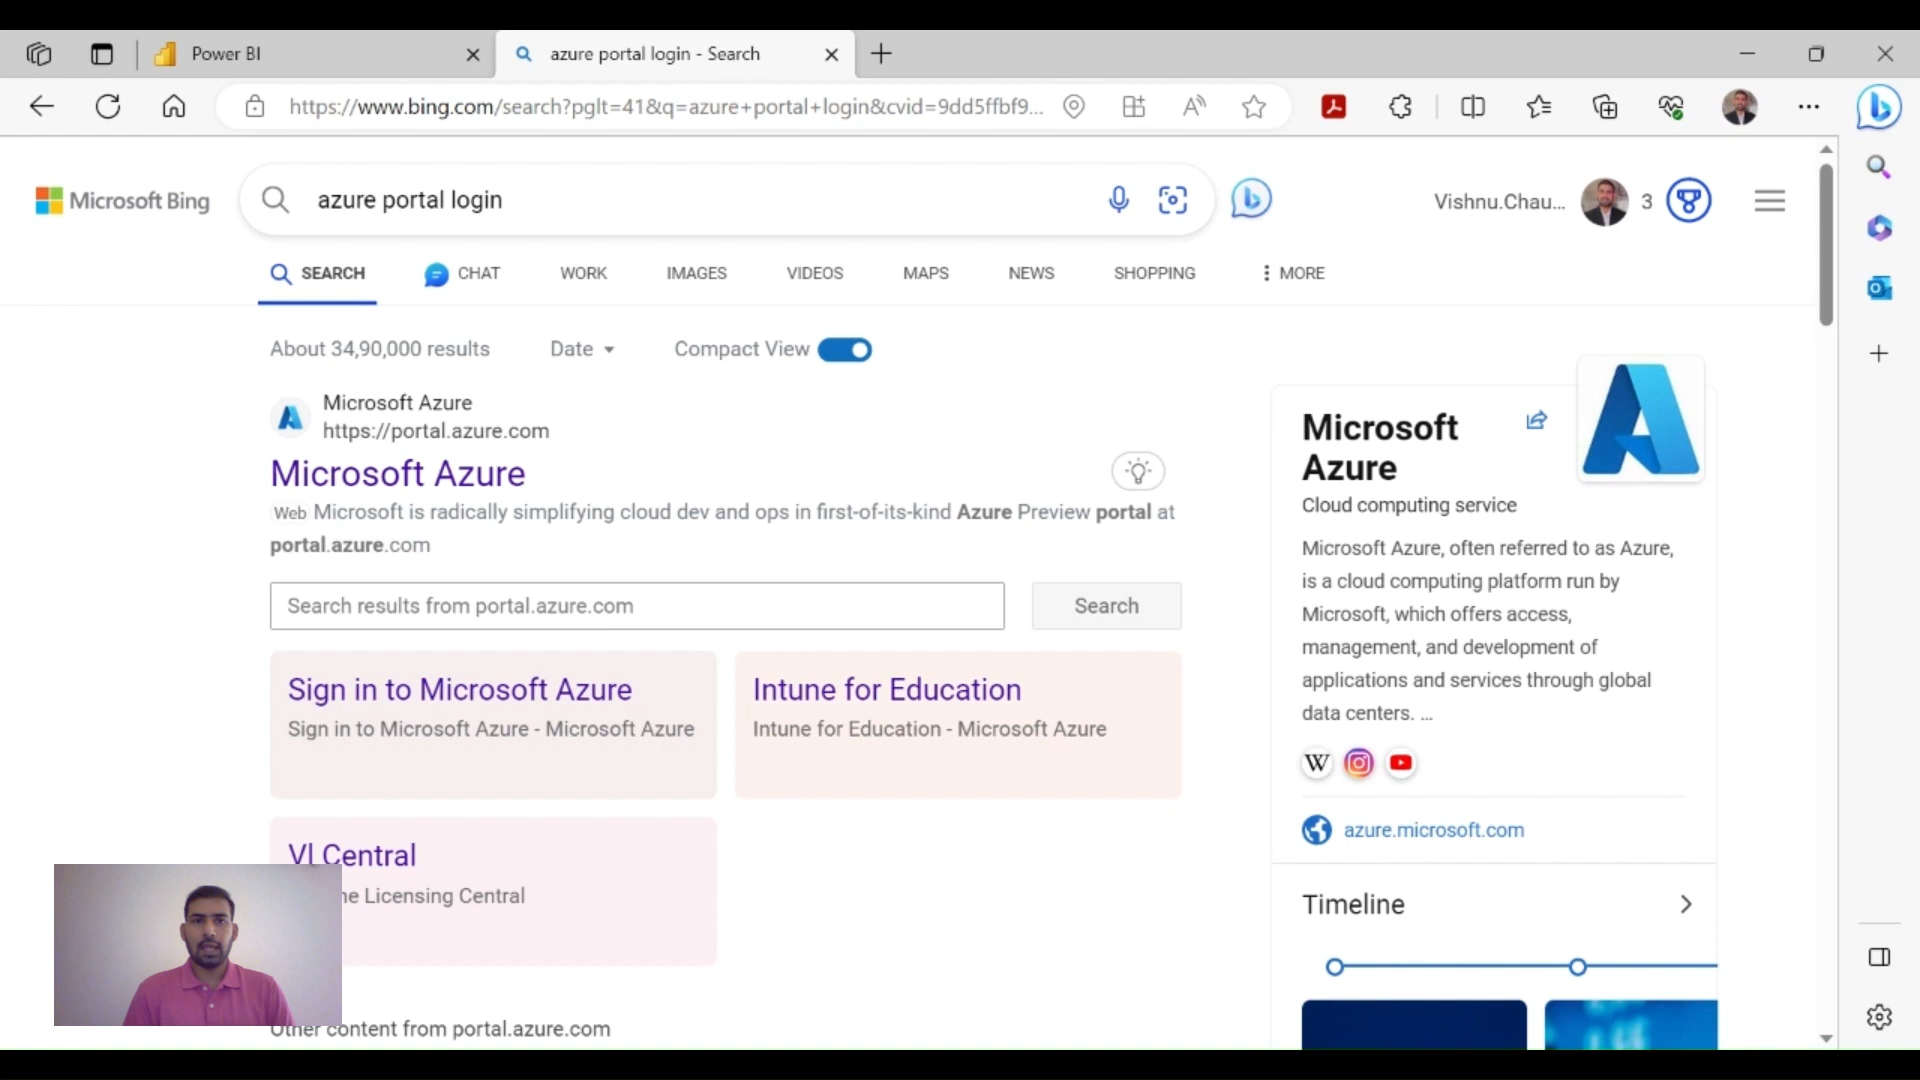 Power BI
azure portal login - Search
https://www.bing.com/search?pglt=41&q=azure+portal+login&cvid=9dd5ffbf9...
Microsoft Bing
azure portal login
Vishnu.Chau...
3
SEARCH
CHAT
WORK
IMAGES
VIDEOS
MAPS
NEWS
SHOPPING
MORE
About 34,90,000 results
Date
Compact View
Microsoft Azure
https://portal.azure.com
Microsoft Azure
Web Microsoft is radically simplifying cloud dev and ops in first-of-its-kind Azure Preview portal at
portal.azure.com
Search results from portal.azure.com
Search
Sign in to Microsoft Azure
Sign in to Microsoft Azure - Microsoft Azure
Intune for Education
Intune for Education - Microsoft Azure
Vl Central
Licensing Central
Other content from portal.azure.com
Microsoft
Azure
Cloud computing service
Microsoft Azure, often referred to as Azure,
is a cloud computing platform run by
Microsoft, which offers access,
management, and development of
applications and services through global
data centers. ...
W
azure.microsoft.com
Timeline